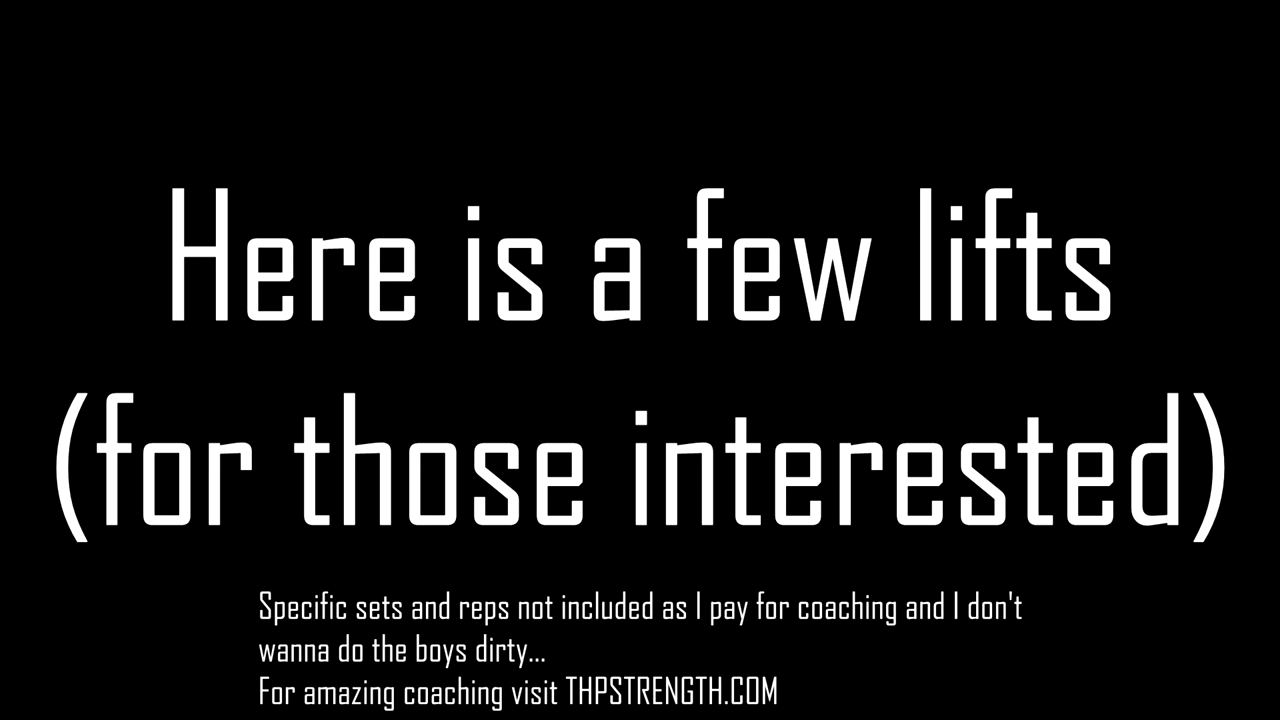 Here is a few lifts
(for those interested)
Specific sets and reps not included as I pay for coaching and I don't
wanna do the boys dirty...
For amazing coaching visit THPSTRENGTH.COM